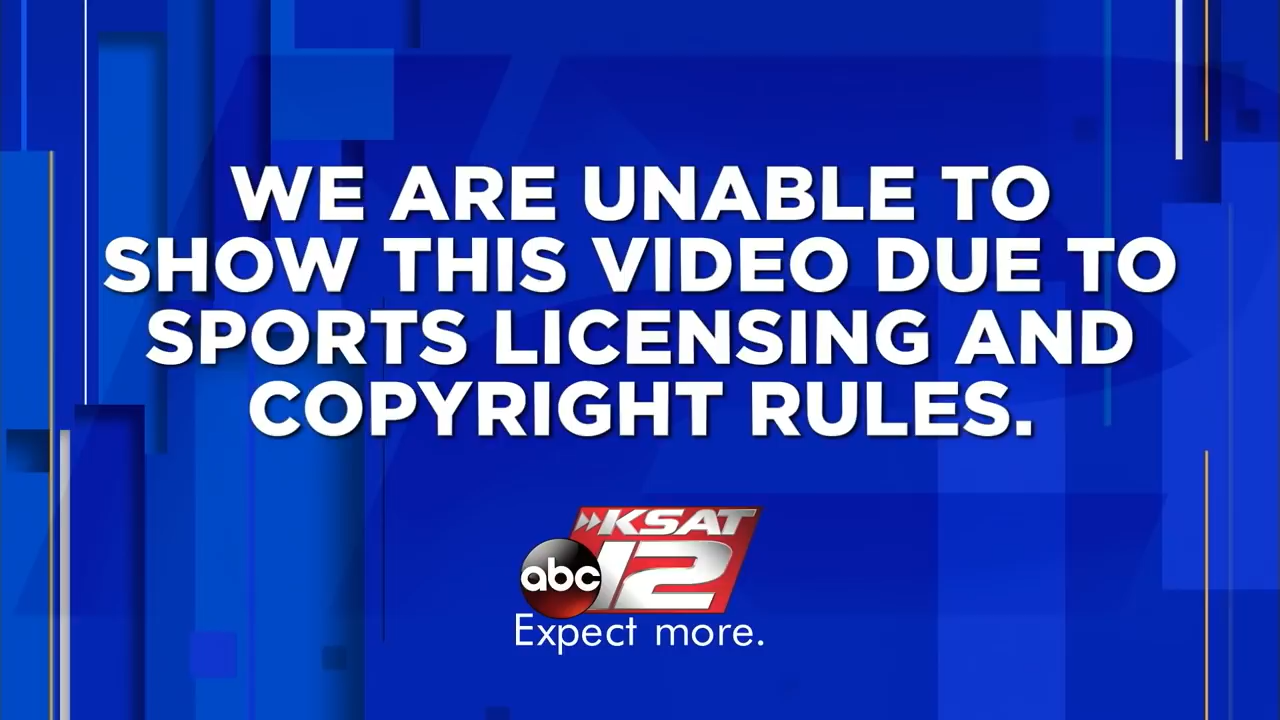 WE ARE UNABLE TO
SHOW THIS VIDEO DUE TO
SPORTS LICENSING AND
COPYRIGHT RULES.
KSAT
abc 12
Expect more.